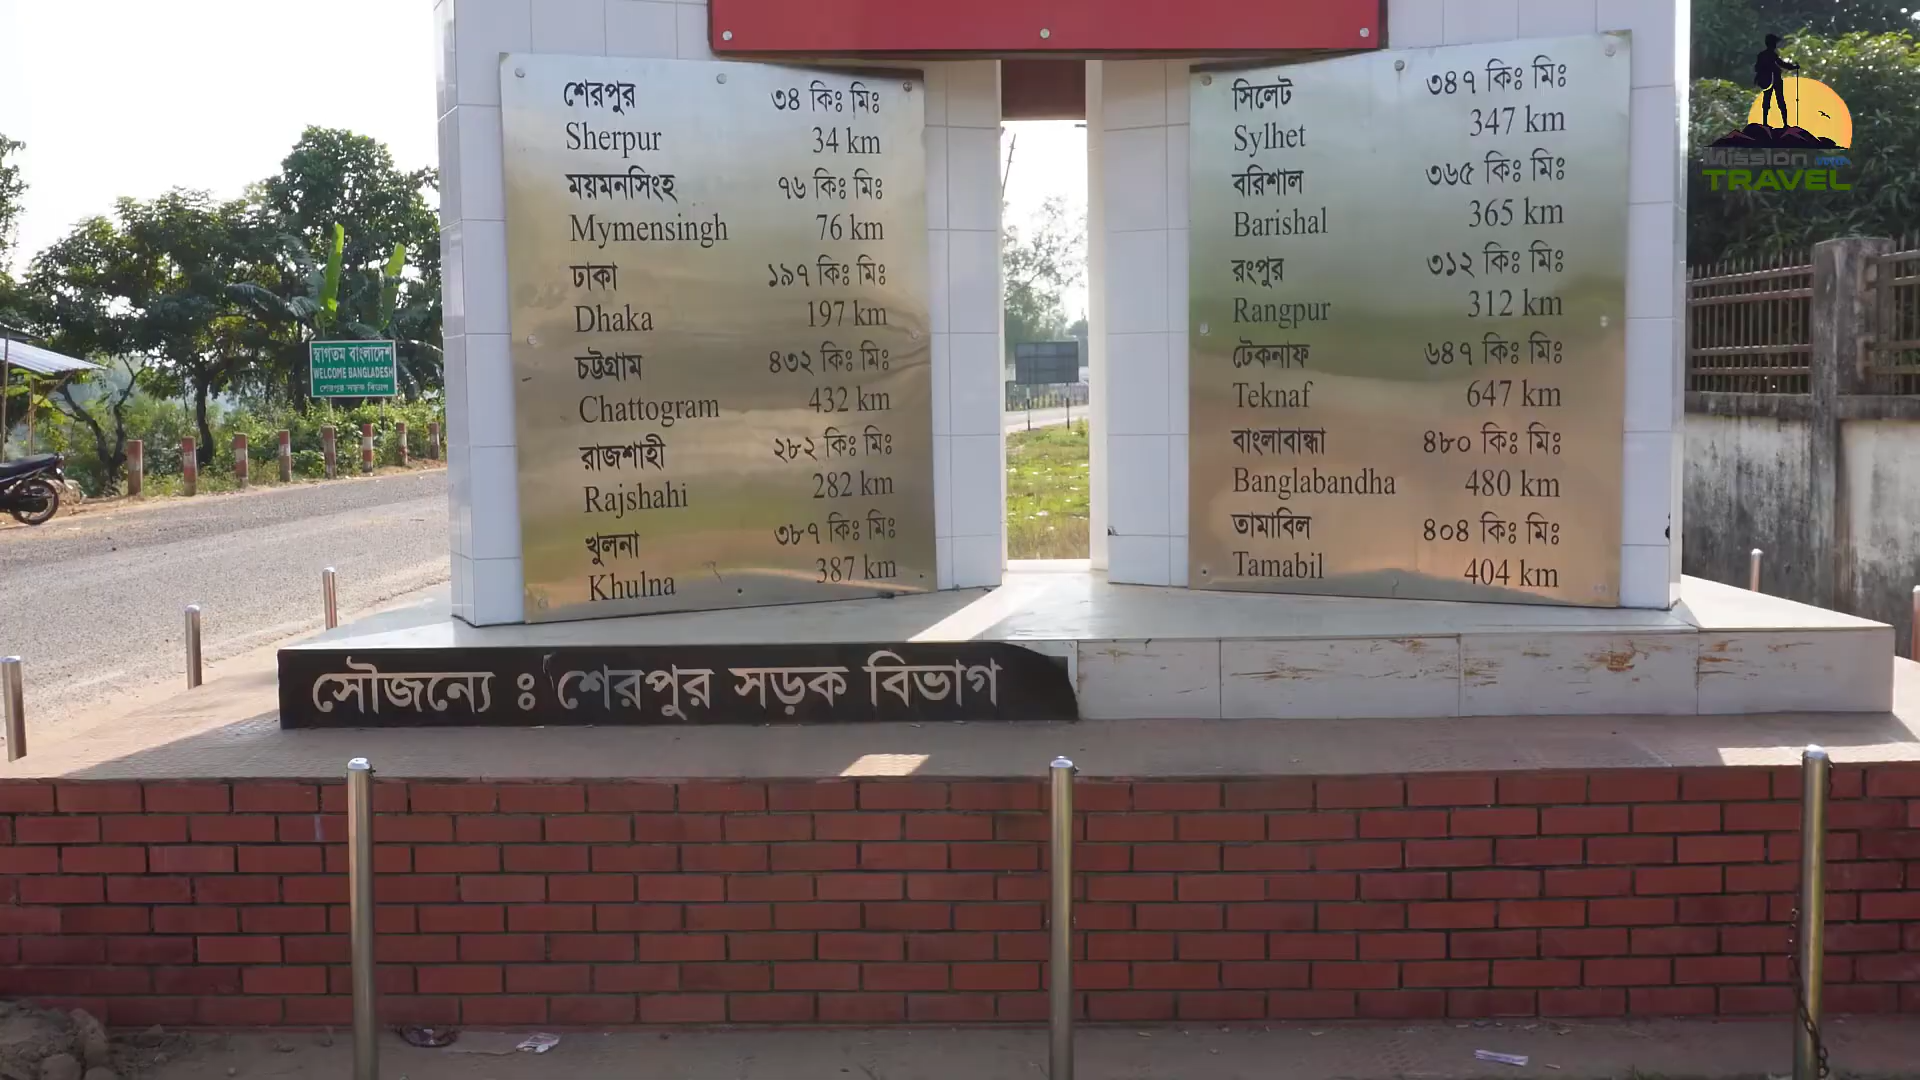 শেরপুর ৩৪ কিঃ মিঃ
Sherpur 34 km
ময়মনসিংহ ৭৬ কিঃ মিঃ
Mymensingh 76 km
ঢাকা ১৯৭ কিঃ মিঃ
Dhaka 197 km
চট্টগ্রাম ৪৩২ কিঃ মিঃ
Chattogram 432 km
রাজশাহী ২৮২ কিঃ মিঃ
Rajshahi 282 km
খুলনা ৩৮৭ কিঃ মিঃ
Khulna 387 km
সিলেট ৩৪৭ কিঃ মিঃ
Sylhet 347 km
বরিশাল ৩৬৫ কিঃ মিঃ
Barishal 365 km
রংপুর ৩১২ কিঃ মিঃ
Rangpur 312 km
টেকনাফ ৬৪৭ কিঃ মিঃ
Teknaf 647 km
বাংলাবান্ধা ৪৮০ কিঃ মিঃ
Banglabandha 480 km
তামাবিল ৪০৪ কিঃ মিঃ
Tamabil 404 km
সৌজন্যে ঃ শেরপুর সড়ক বিভাগ
স্বাগতম বাংলাদেশ
WELCOME BANGLADESH
শেরপুর সড়ক বিভাগ
Mission
TRAVEL